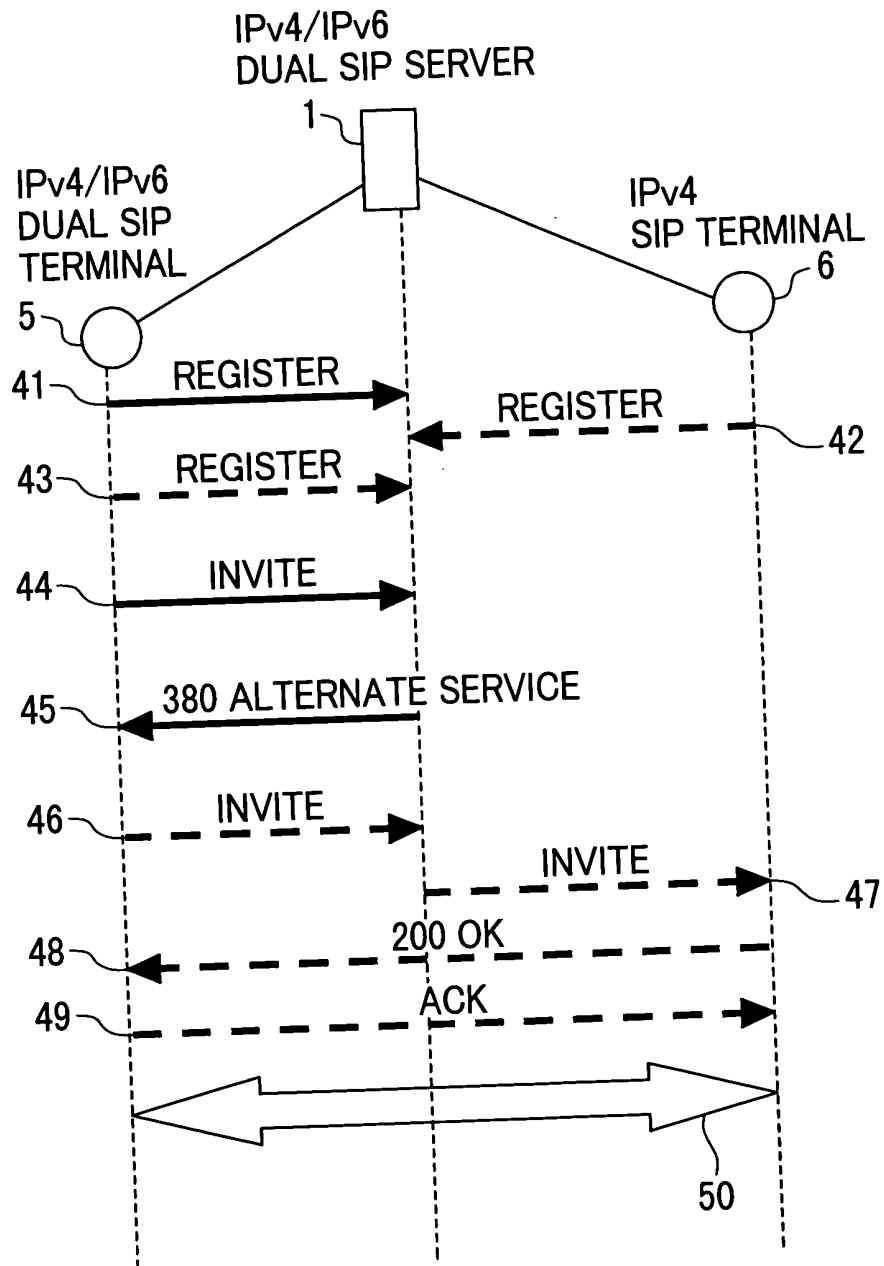 IPv4/IPv6
DUAL SIP SERVER
1
IPv4/IPv6
DUAL SIP
TERMINAL
5
IPv4
SIP TERMINAL
6
41
REGISTER
REGISTER
42
43
REGISTER
44
INVITE
45
380 ALTERNATE SERVICE
46
INVITE
INVITE
47
48
200 OK
49
ACK
50